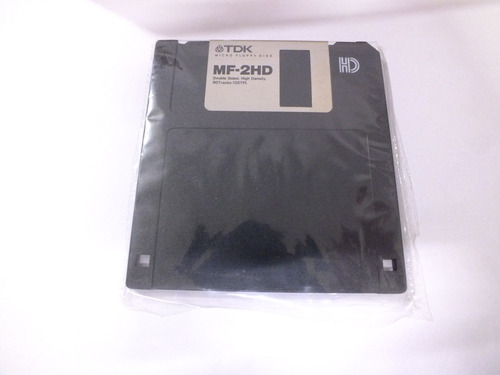 TDK
MICRO FLOPPY DISK
MF-2HD
Double Sided, High Density,
HD